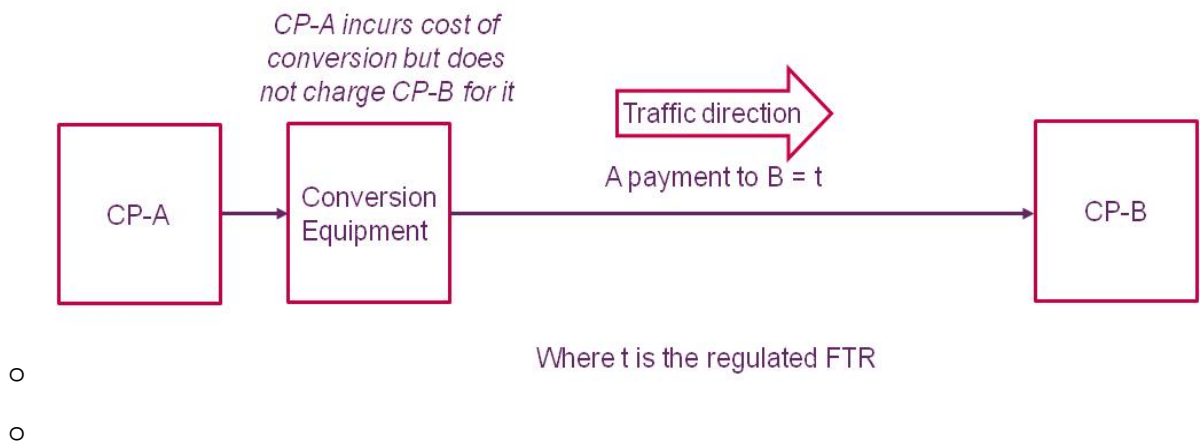 CP-A incurs cost of
conversion but does
not charge CP-B for it
Traffic direction
A payment to B = t
CP-A
Conversion
Equipment
CP-B
Where t is the regulated FTR
o
o